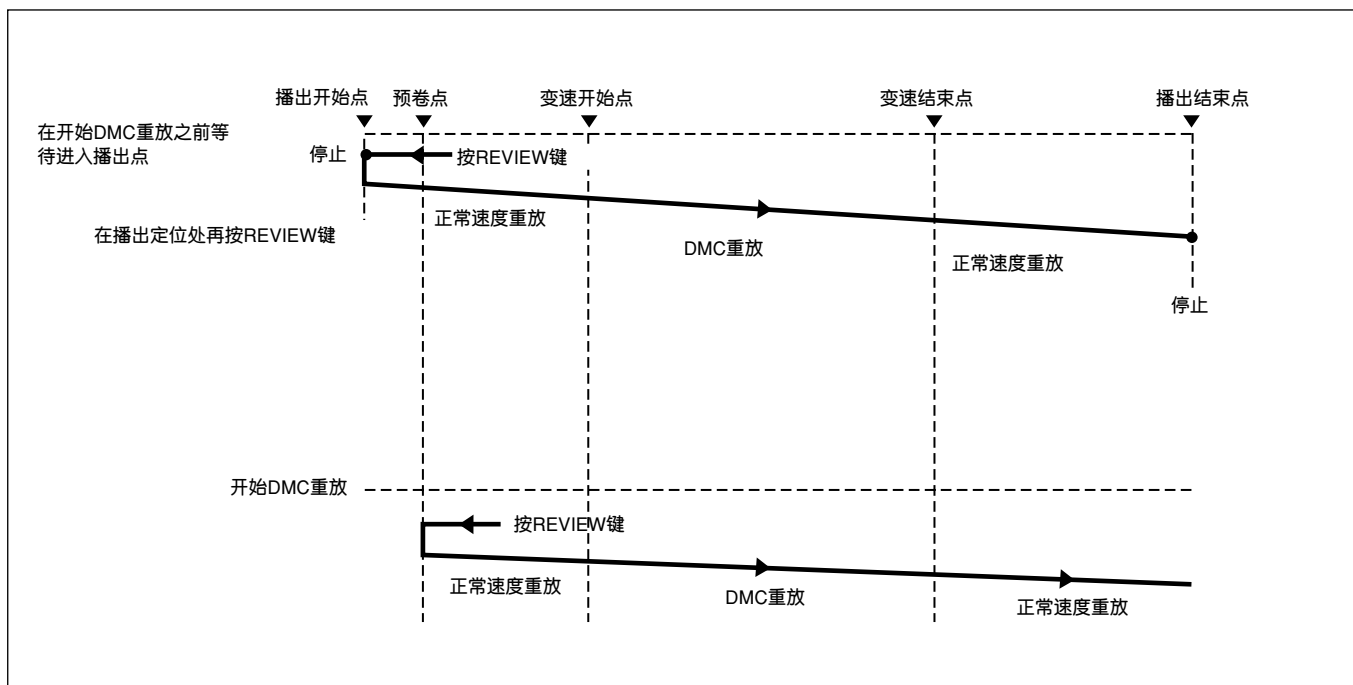 播出开始点
预卷点
变速开始点
变速结束点
播出结束点
在开始DMC重放之前等
待进入播出点
停止
按REVIEW键
正常速度重放
在播出定位处再按REVIEW键
DMC重放
正常速度重放
停止
开始DMC重放
按REVIEW键
正常速度重放
DMC重放
正常速度重放